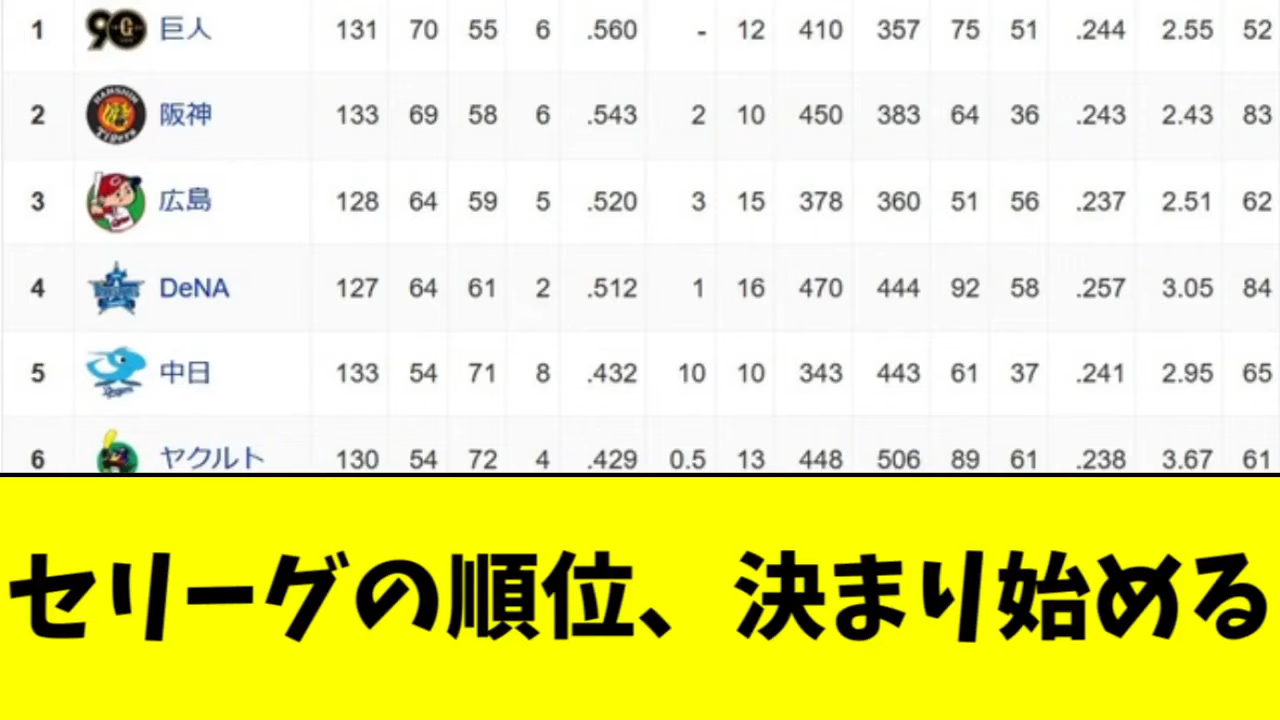 1 90 G 巨人 131 70 55 6 .560 - 12 410 357 75 51 .244 2.55 52
2 HANSHIN Tigers 阪神 133 69 58 6 .543 2 10 450 383 64 36 .243 2.43 83
3 C 広島 128 64 59 5 .520 3 15 378 360 51 56 .237 2.51 62
4 DeNA 127 64 61 2 .512 1 16 470 444 92 58 .257 3.05 84
5 中日 133 54 71 8 .432 10 10 343 443 61 37 .241 2.95 65
6 ヤクルト 130 54 72 4 .429 0.5 13 448 506 89 61 .238 3.67 61
セリーグの順位、決まり始める